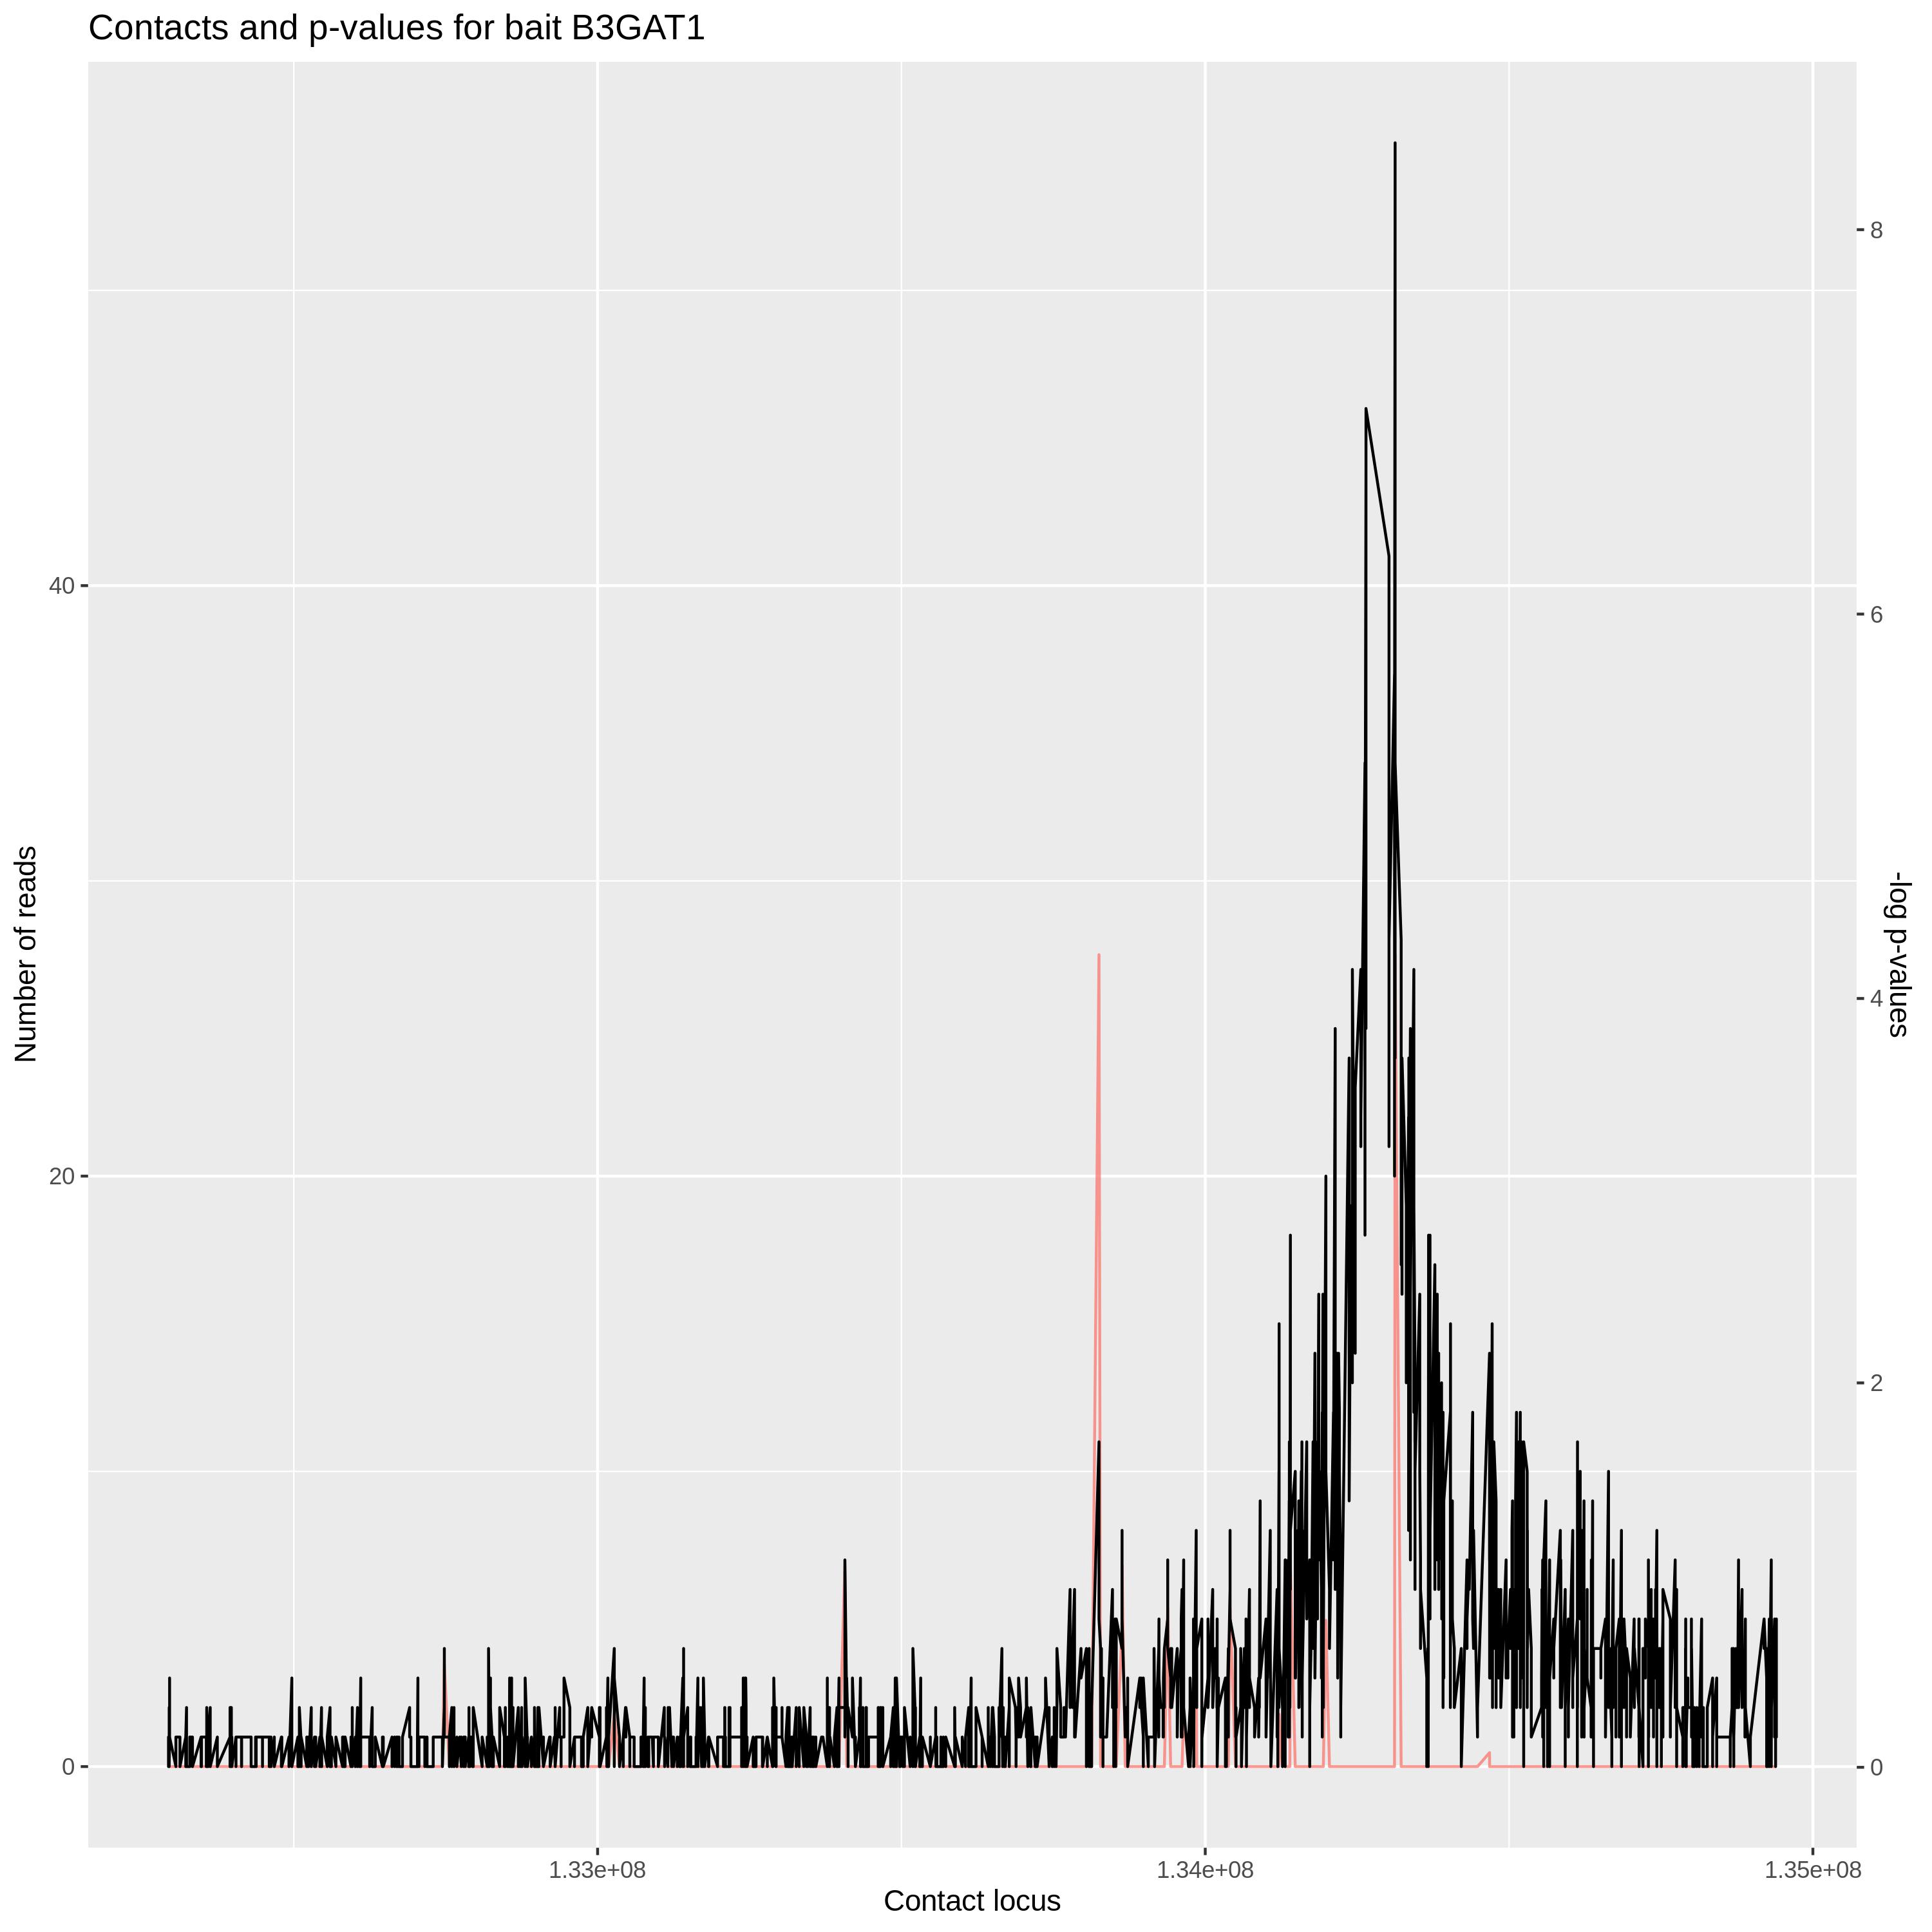 Contacts and p-values for bait B3GAT1
Number of reads
40
20
0
8
6
4
2
0
-log p-values
1.33e+08
1.34e+08
1.35e+08
Contact locus